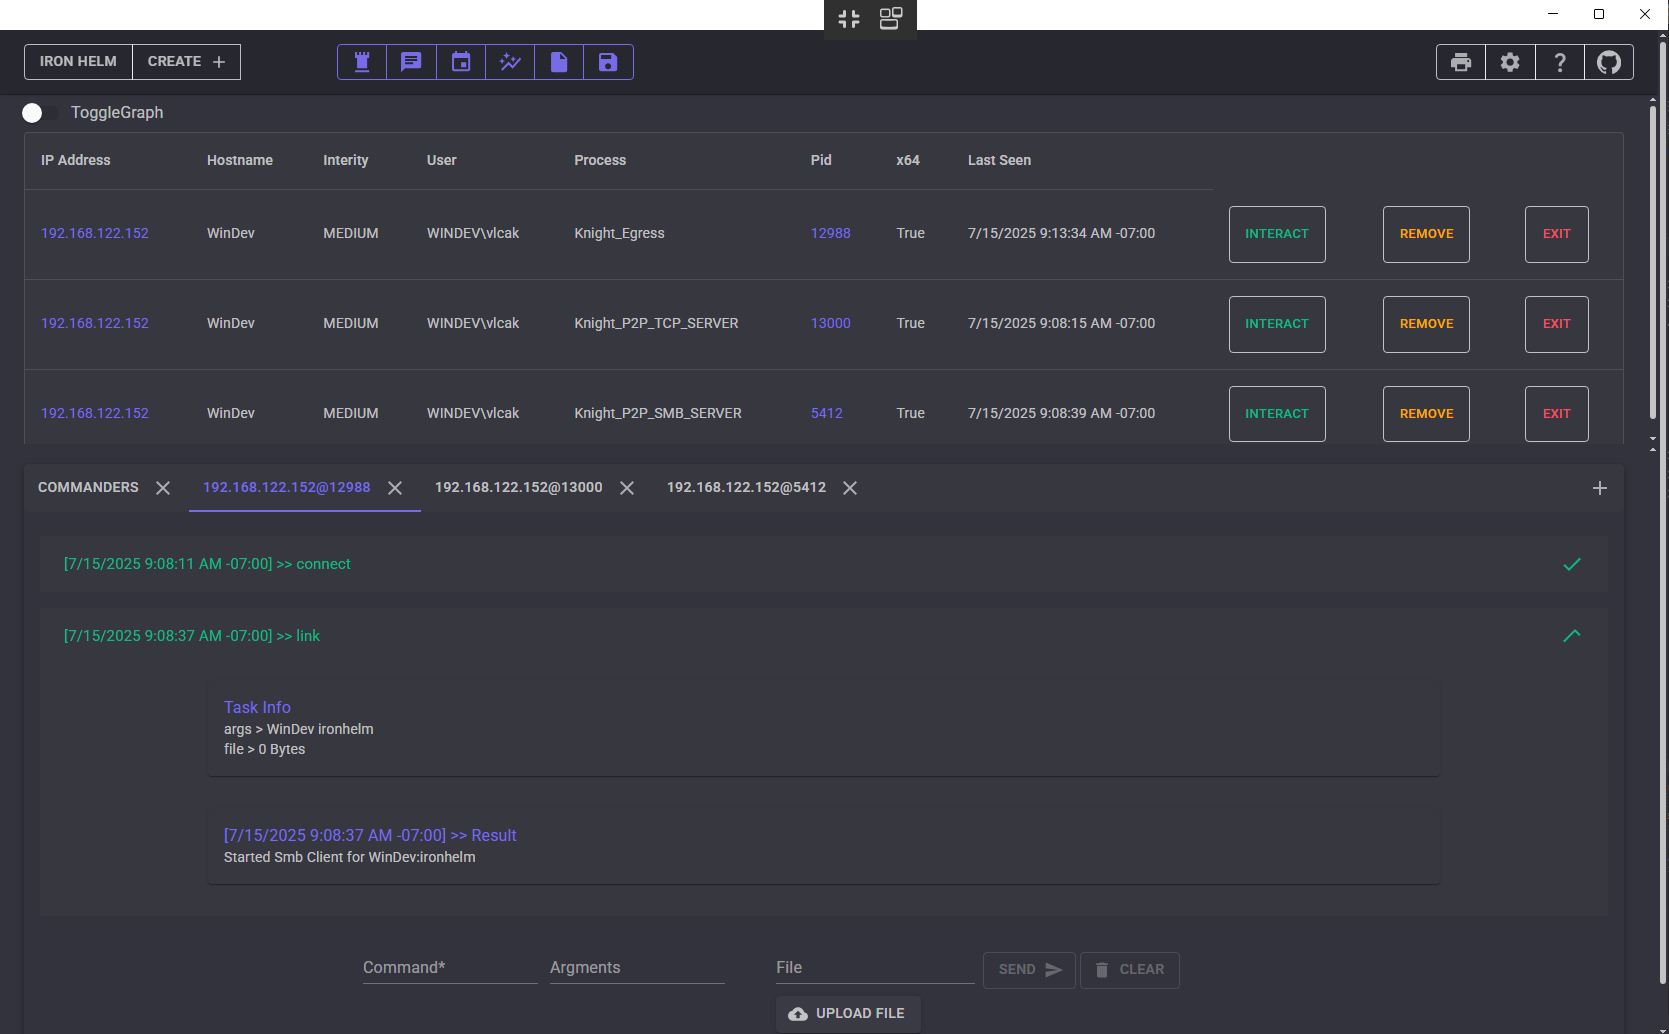 IRON HELM CREATE +
?
ToggleGraph
IP Address Hostname Interity User Process Pid x64 Last Seen
192.168.122.152 WinDev MEDIUM WINDEV\vlcak Knight_Egress 12988 True 7/15/2025 9:13:34 AM -07:00 INTERACT REMOVE EXIT
192.168.122.152 WinDev MEDIUM WINDEV\vlcak Knight_P2P_TCP_SERVER 13000 True 7/15/2025 9:08:15 AM -07:00 INTERACT REMOVE EXIT
192.168.122.152 WinDev MEDIUM WINDEV\vlcak Knight_P2P_SMB_SERVER 5412 True 7/15/2025 9:08:39 AM -07:00 INTERACT REMOVE EXIT
COMMANDERS 192.168.122.152@12988 192.168.122.152@13000 192.168.122.152@5412
[7/15/2025 9:08:11 AM -07:00] >> connect
[7/15/2025 9:08:37 AM -07:00] >> link
Task Info
args > WinDev ironhelm
file > 0 Bytes
[7/15/2025 9:08:37 AM -07:00] >> Result
Started Smb Client for WinDev:ironhelm
Command* Argments File SEND CLEAR
UPLOAD FILE